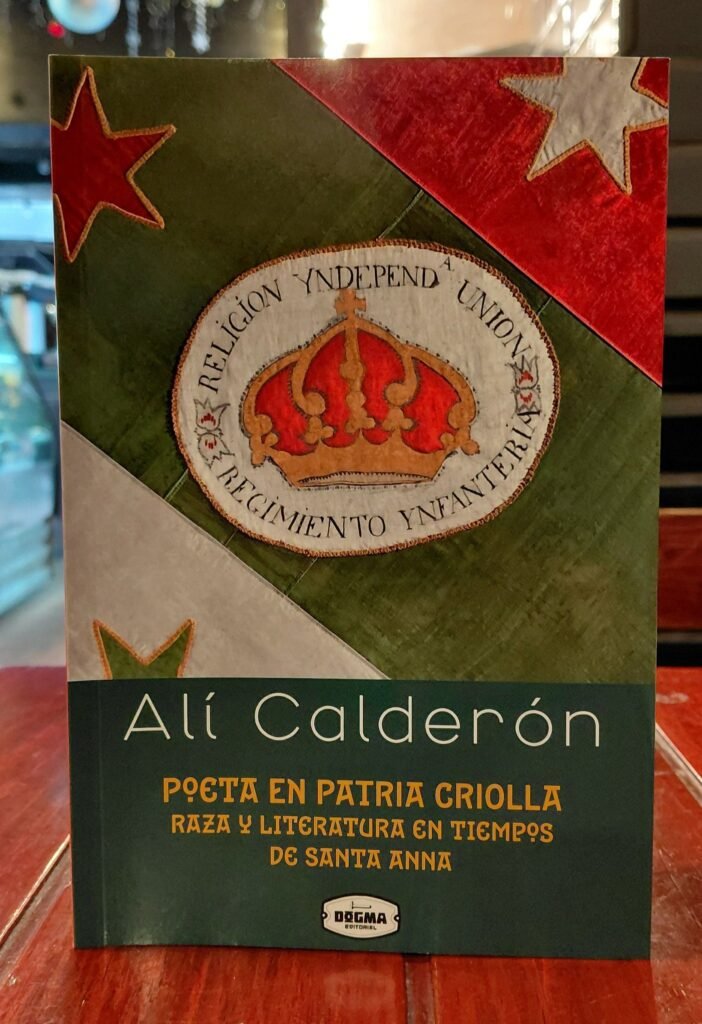 RELIGION YNDEPEND.A UNION
REGIMIENTO YNFANTERIA
Alí Calderón
POETA EN PATRIA CRIOLLA
RAZA Y LITERATURA EN TIEMPOS
DE SANTA ANNA
DOGMA
EDITORIAL